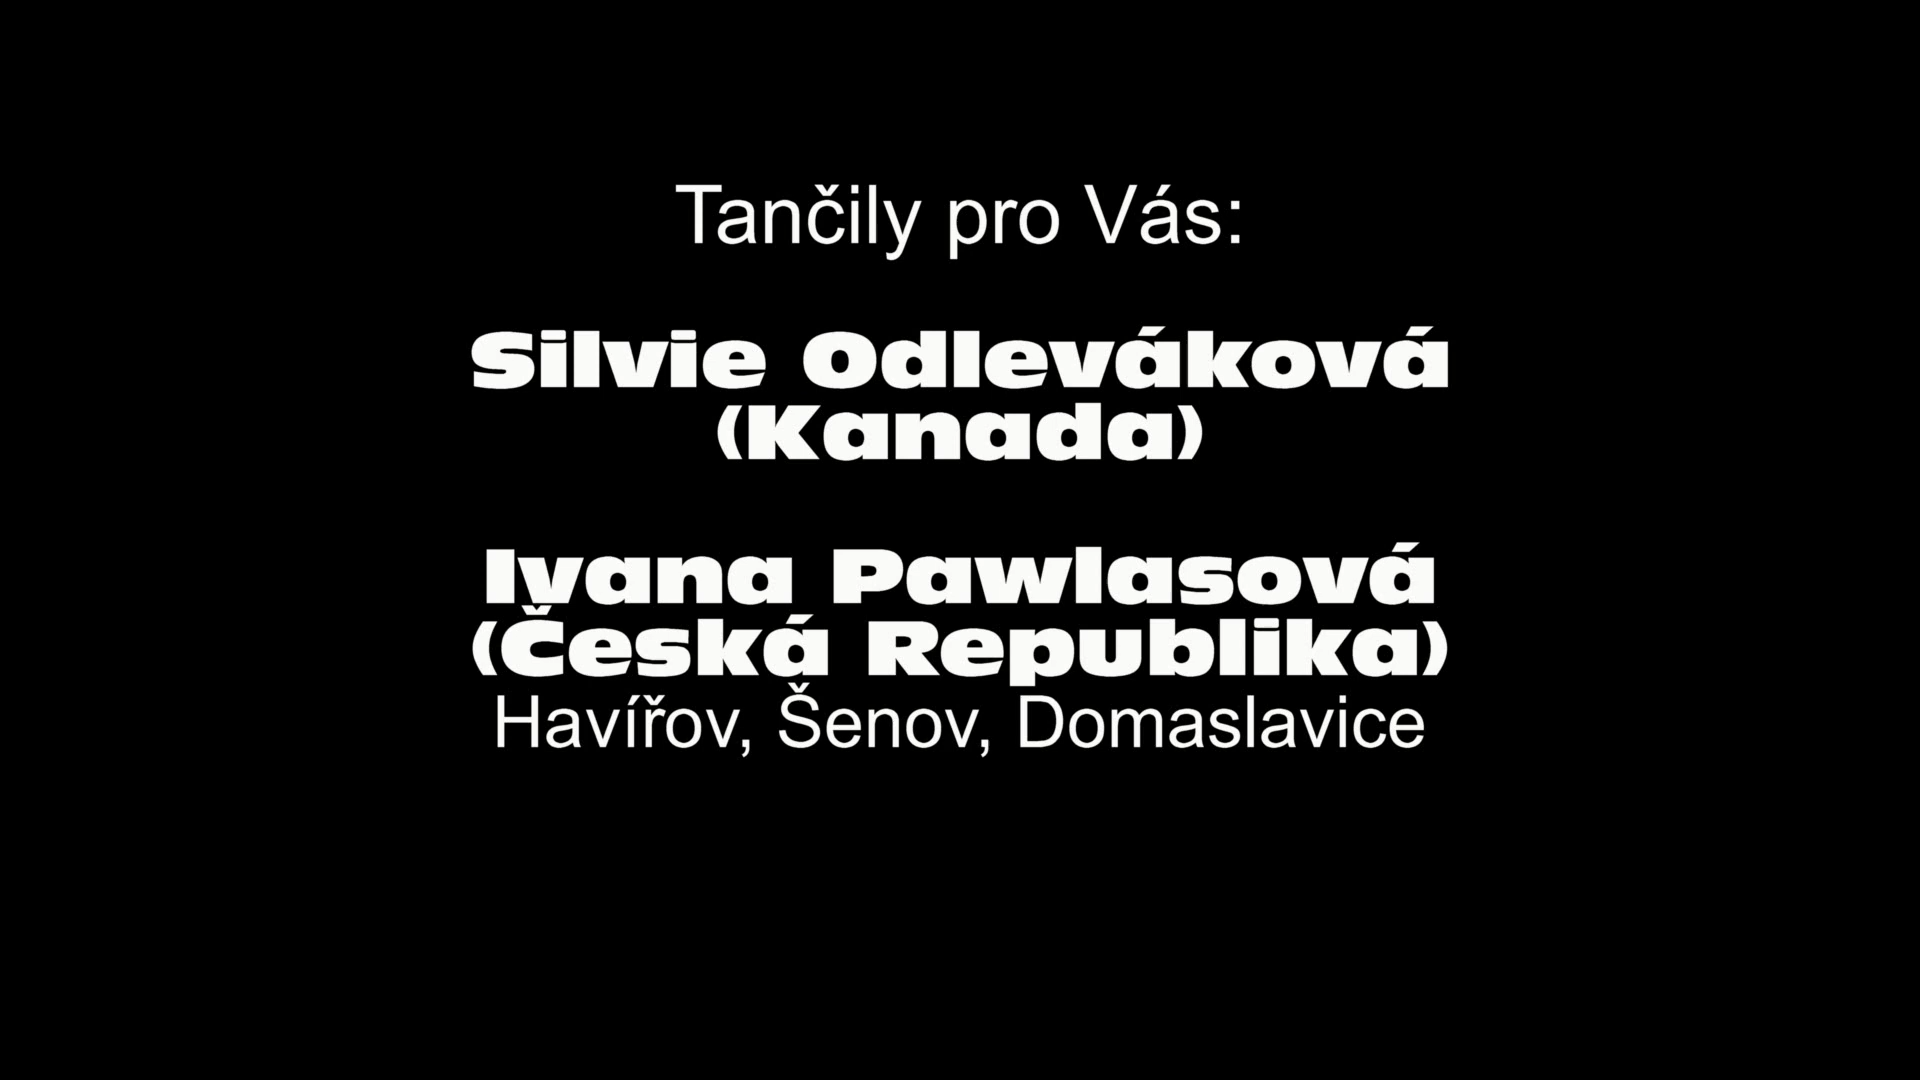 Tančily pro Vás:
Silvie Odleváková
(Kanada)
Ivana Pawlasová
(Česká Republika)
Havířov, Šenov, Domaslavice